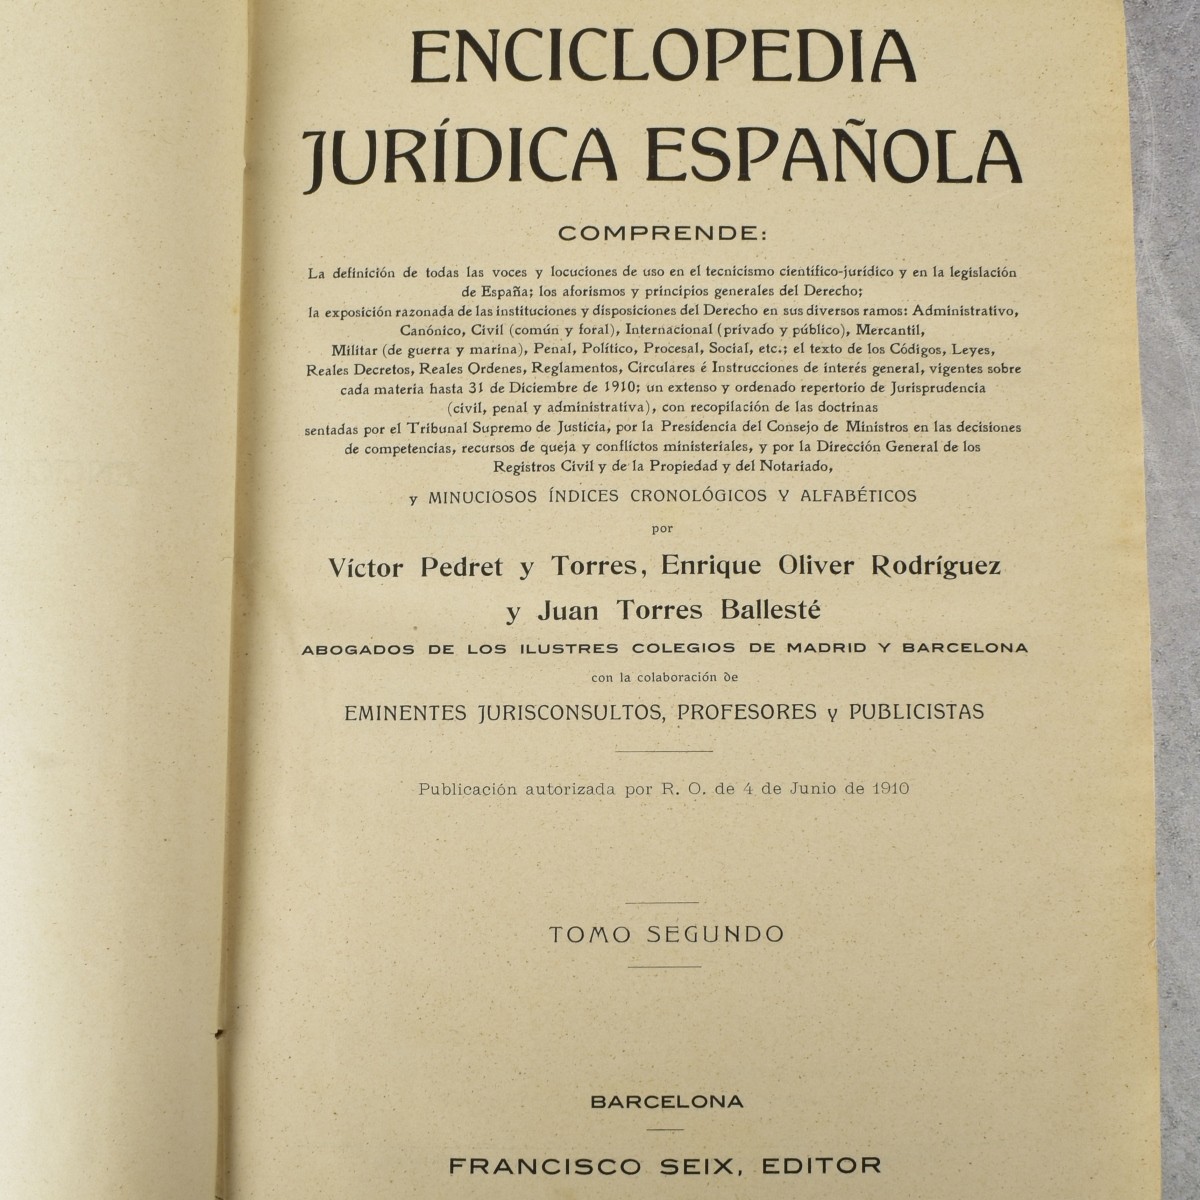 ENCICLOPEDIA
JURÍDICA ESPAÑOLA
COMPRENDE:
La definición de todas las voces y locuciones de uso en el tecnicismo científico-jurídico y en la legislación
de España; los aforismos y principios generales del Derecho;
la exposición razonada de las instituciones y disposiciones del Derecho en sus diversos ramos: Administrativo,
Canónico, Civil (común y foral), Internacional (privado y público), Mercantil,
Militar (de guerra y marina), Penal, Político, Procesal, Social, etc.; el texto de los Códigos, Leyes,
Reales Decretos, Reales Ordenes, Reglamentos, Circulares é Instrucciones de interés general, vigentes sobre
cada materia hasta 31 de Diciembre de 1910; un extenso y ordenado repertorio de Jurisprudencia
(civil, penal y administrativa), con recopilación de las doctrinas
sentadas por el Tribunal Supremo de Justicia, por la Presidencia del Consejo de Ministros en las decisiones
de competencias, recursos de queja y conflictos ministeriales, y por la Dirección General de los
Registros Civil y de la Propiedad y del Notariado,
y MINUCIOSOS ÍNDICES CRONOLÓGICOS Y ALFABÉTICOS
por
Víctor Pedret y Torres, Enrique Oliver Rodríguez
y Juan Torres Ballesté
ABOGADOS DE LOS ILUSTRES COLEGIOS DE MADRID Y BARCELONA
con la colaboración de
EMINENTES JURISCONSULTOS, PROFESORES y PUBLICISTAS
Publicación autorizada por R. O. de 4 de Junio de 1910
TOMO SEGUNDO
BARCELONA
FRANCISCO SEIX, EDITOR